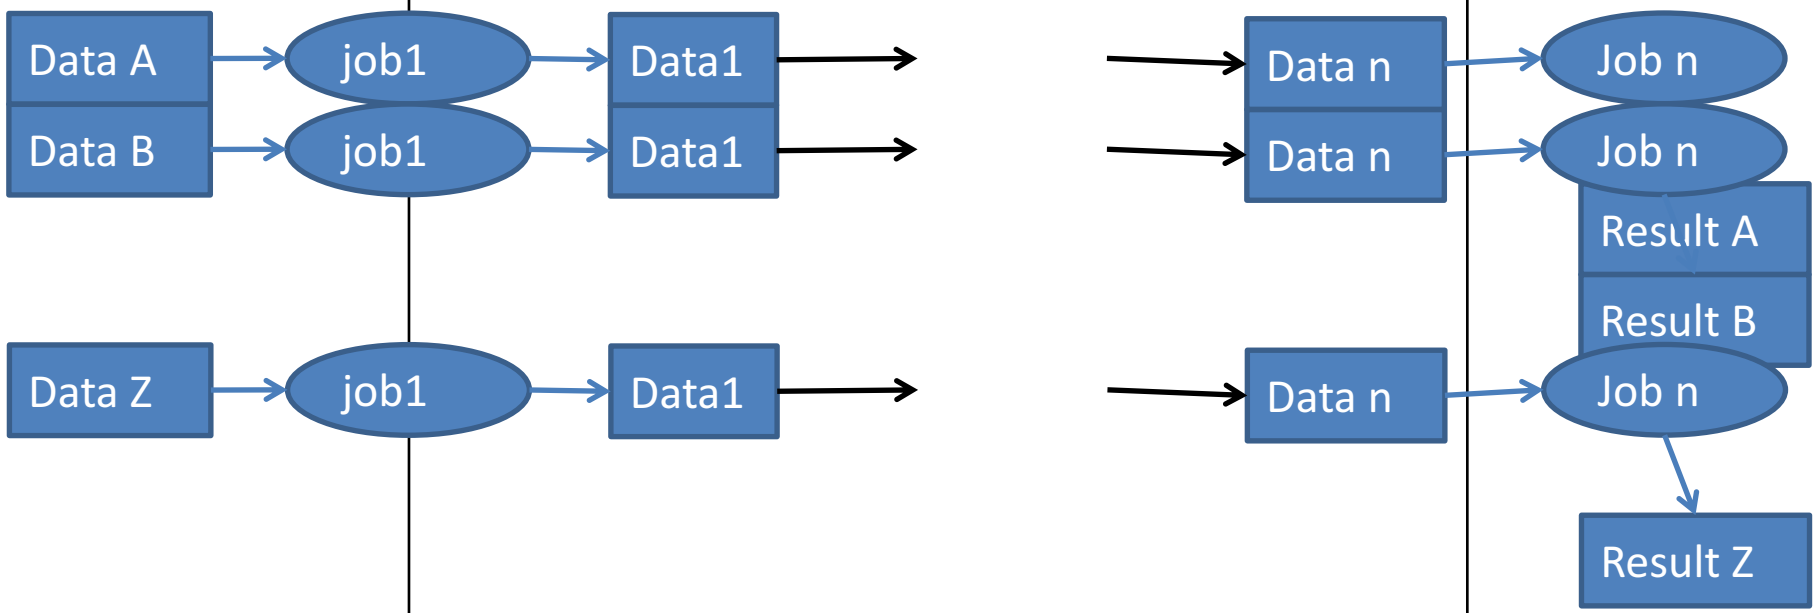 Data A
job1
Data1
Data n
Job n
Data B
job1
Data1
Data n
Job n
Result A
Result B
Data Z
job1
Data1
Data n
Job n
Result Z